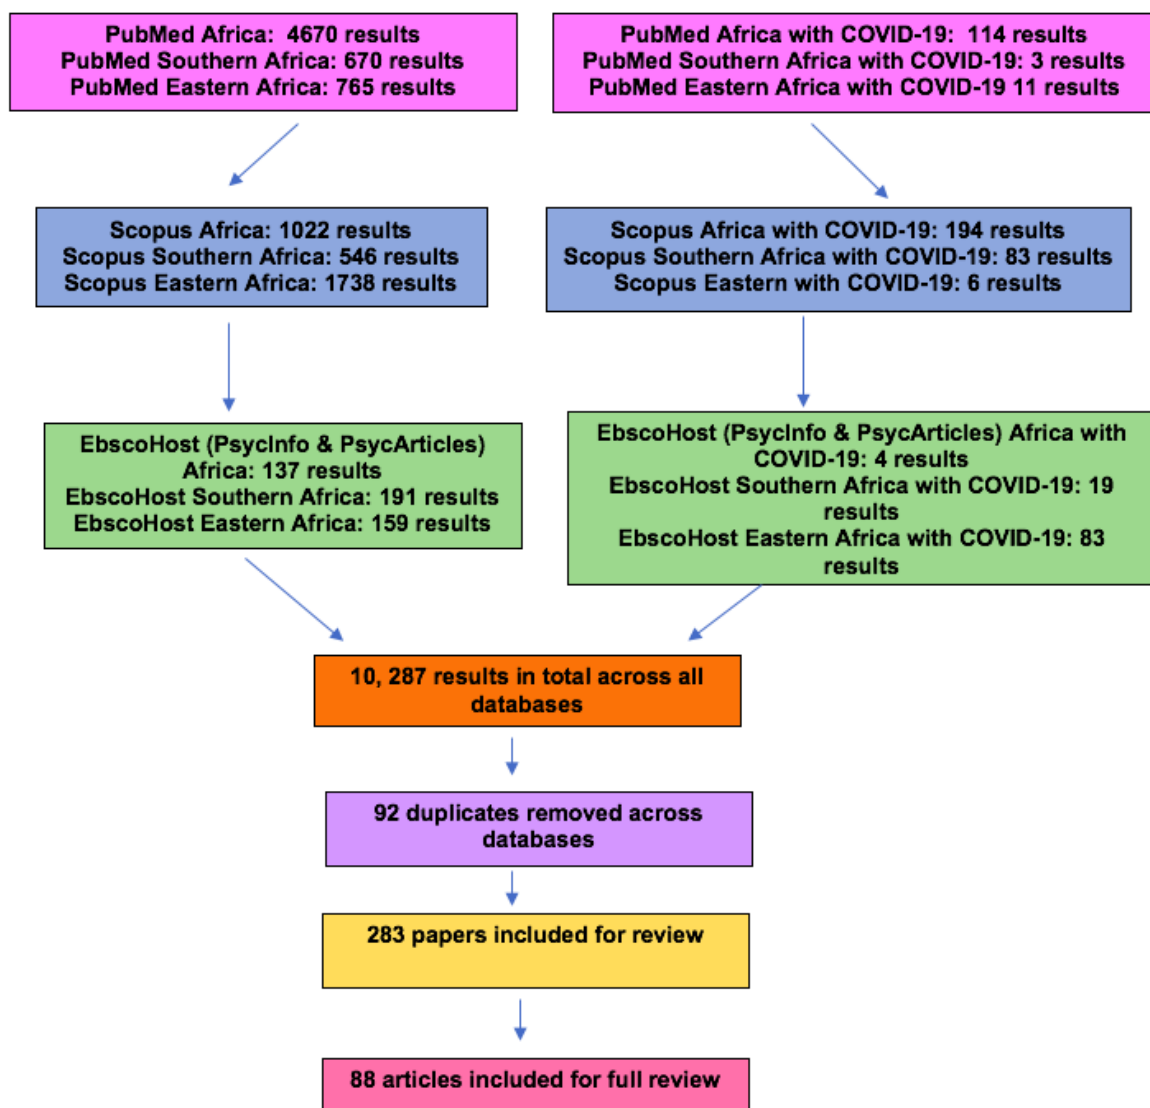 PubMed Africa: 4670 results
PubMed Southern Africa: 670 results
PubMed Eastern Africa: 765 results
PubMed Africa with COVID-19: 114 results
PubMed Southern Africa with COVID-19: 3 results
PubMed Eastern Africa with COVID-19 11 results
Scopus Africa: 1022 results
Scopus Southern Africa: 546 results
Scopus Eastern Africa: 1738 results
Scopus Africa with COVID-19: 194 results
Scopus Southern Africa with COVID-19: 83 results
Scopus Eastern with COVID-19: 6 results
EbscoHost (PsycInfo & PsycArticles)
Africa: 137 results
EbscoHost Southern Africa: 191 results
EbscoHost Eastern Africa: 159 results
EbscoHost (PsycInfo & PsycArticles) Africa with
COVID-19: 4 results
EbscoHost Southern Africa with COVID-19: 19
results
EbscoHost Eastern Africa with COVID-19: 83
results
10, 287 results in total across all
databases
92 duplicates removed across
databases
283 papers included for review
88 articles included for full review